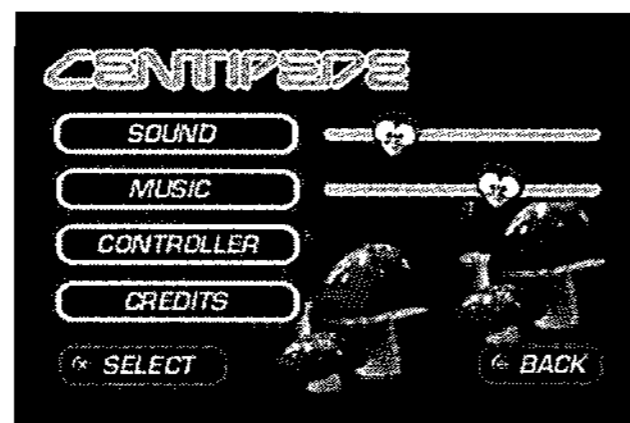 CENTIPEDE
SOUND
MUSIC
CONTROLLER
CREDITS
SELECT BACK